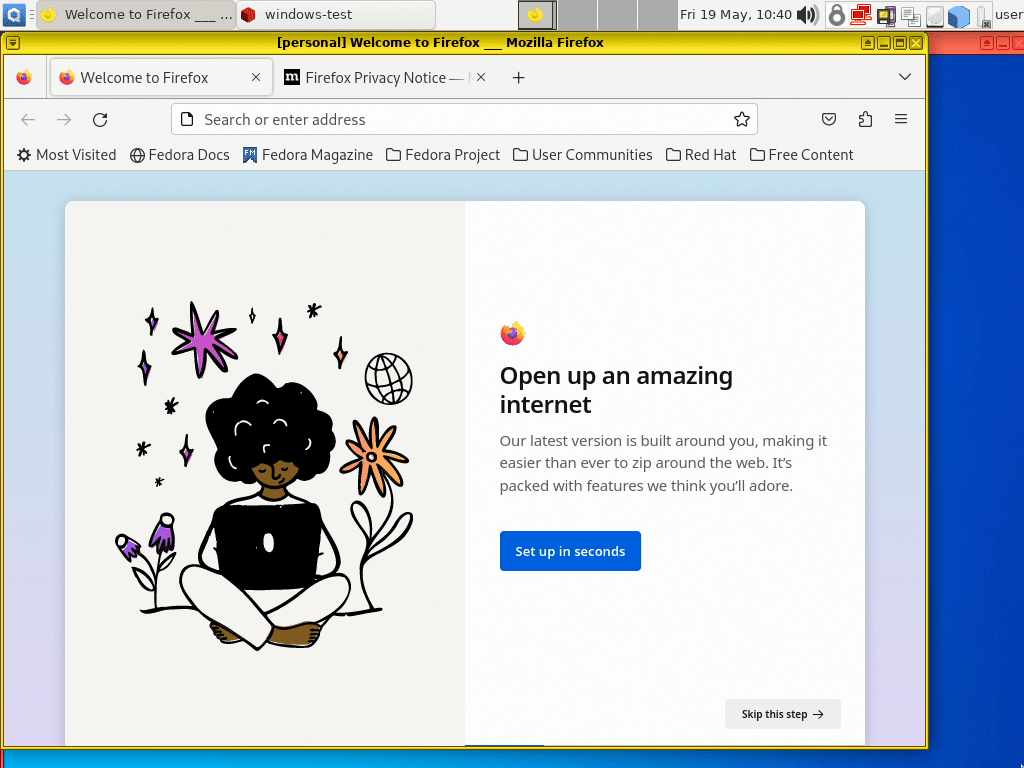 Welcome to Firefox ___ ...
windows-test
Fri 19 May, 10:40
user
[personal] Welcome to Firefox ___ Mozilla Firefox
Welcome to Firefox
Firefox Privacy Notice —
Search or enter address
Most Visited
Fedora Docs
Fedora Magazine
Fedora Project
User Communities
Red Hat
Free Content
Open up an amazing
internet
Our latest version is built around you, making it
easier than ever to zip around the web. It’s
packed with features we think you’ll adore.
Set up in seconds
Skip this step